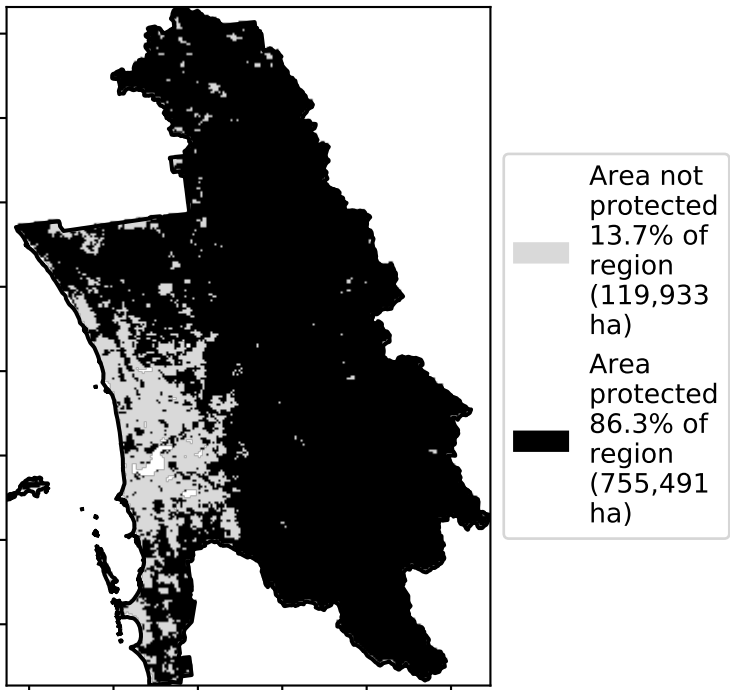 Area not
protected
13.7% of
region
(119,933
ha)
Area
protected
86.3% of
region
(755,491
ha)